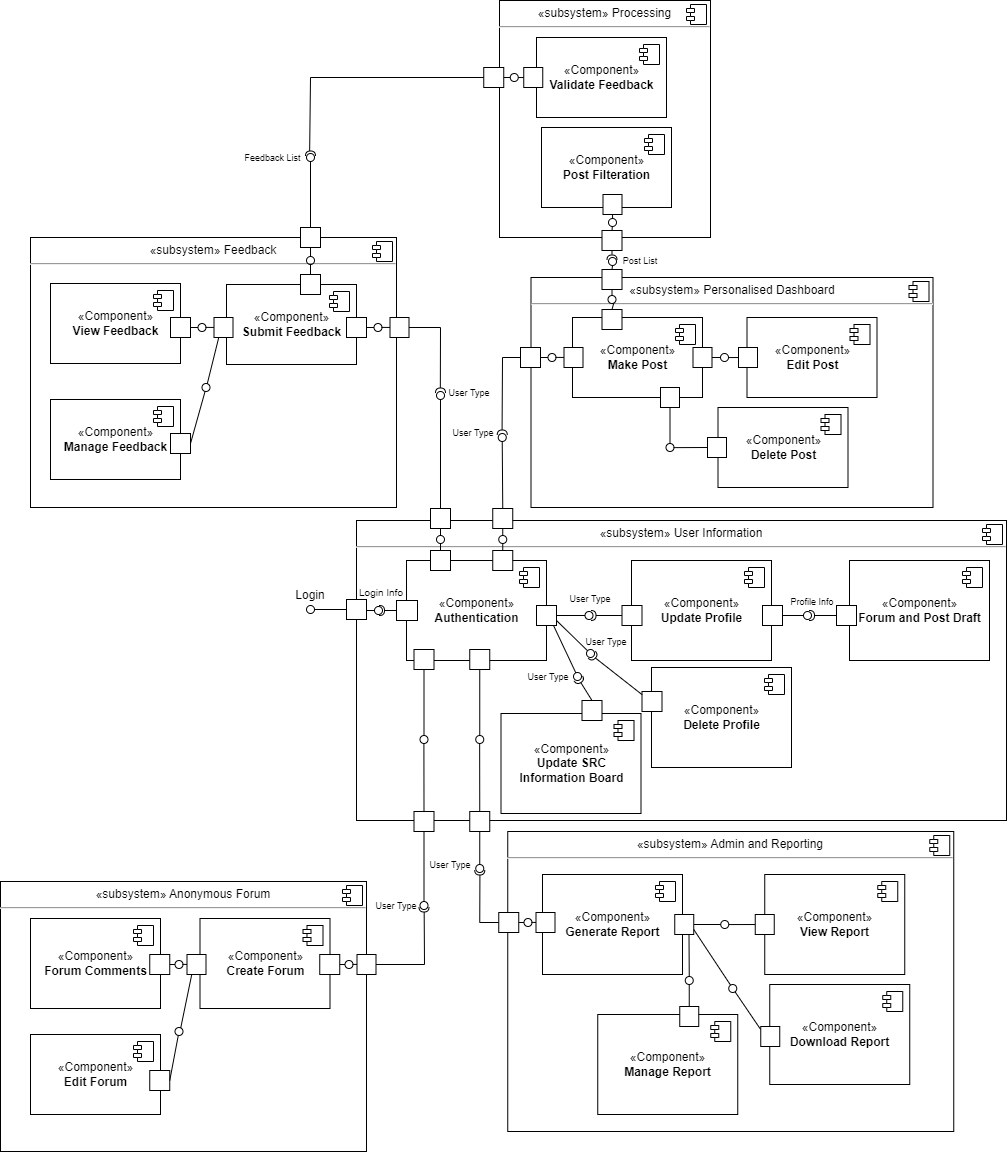 «subsystem» Processing
«Component»
Validate Feedback
«Component»
Post Filteration
Feedback List
Post List
«subsystem» Feedback
«Component»
View Feedback
«Component»
Submit Feedback
«Component»
Manage Feedback
User Type
User Type
«subsystem» Personalised Dashboard
«Component»
Make Post
«Component»
Edit Post
«Component»
Delete Post
«subsystem» User Information
Login
Login Info
«Component»
Authentication
User Type
«Component»
Update Profile
Profile Info
«Component»
Forum and Post Draft
User Type
User Type
«Component»
Delete Profile
«Component»
Update SRC
Information Board
User Type
User Type
«subsystem» Admin and Reporting
«Component»
Generate Report
«Component»
View Report
«Component»
Manage Report
«Component»
Download Report
«subsystem» Anonymous Forum
«Component»
Forum Comments
«Component»
Create Forum
«Component»
Edit Forum